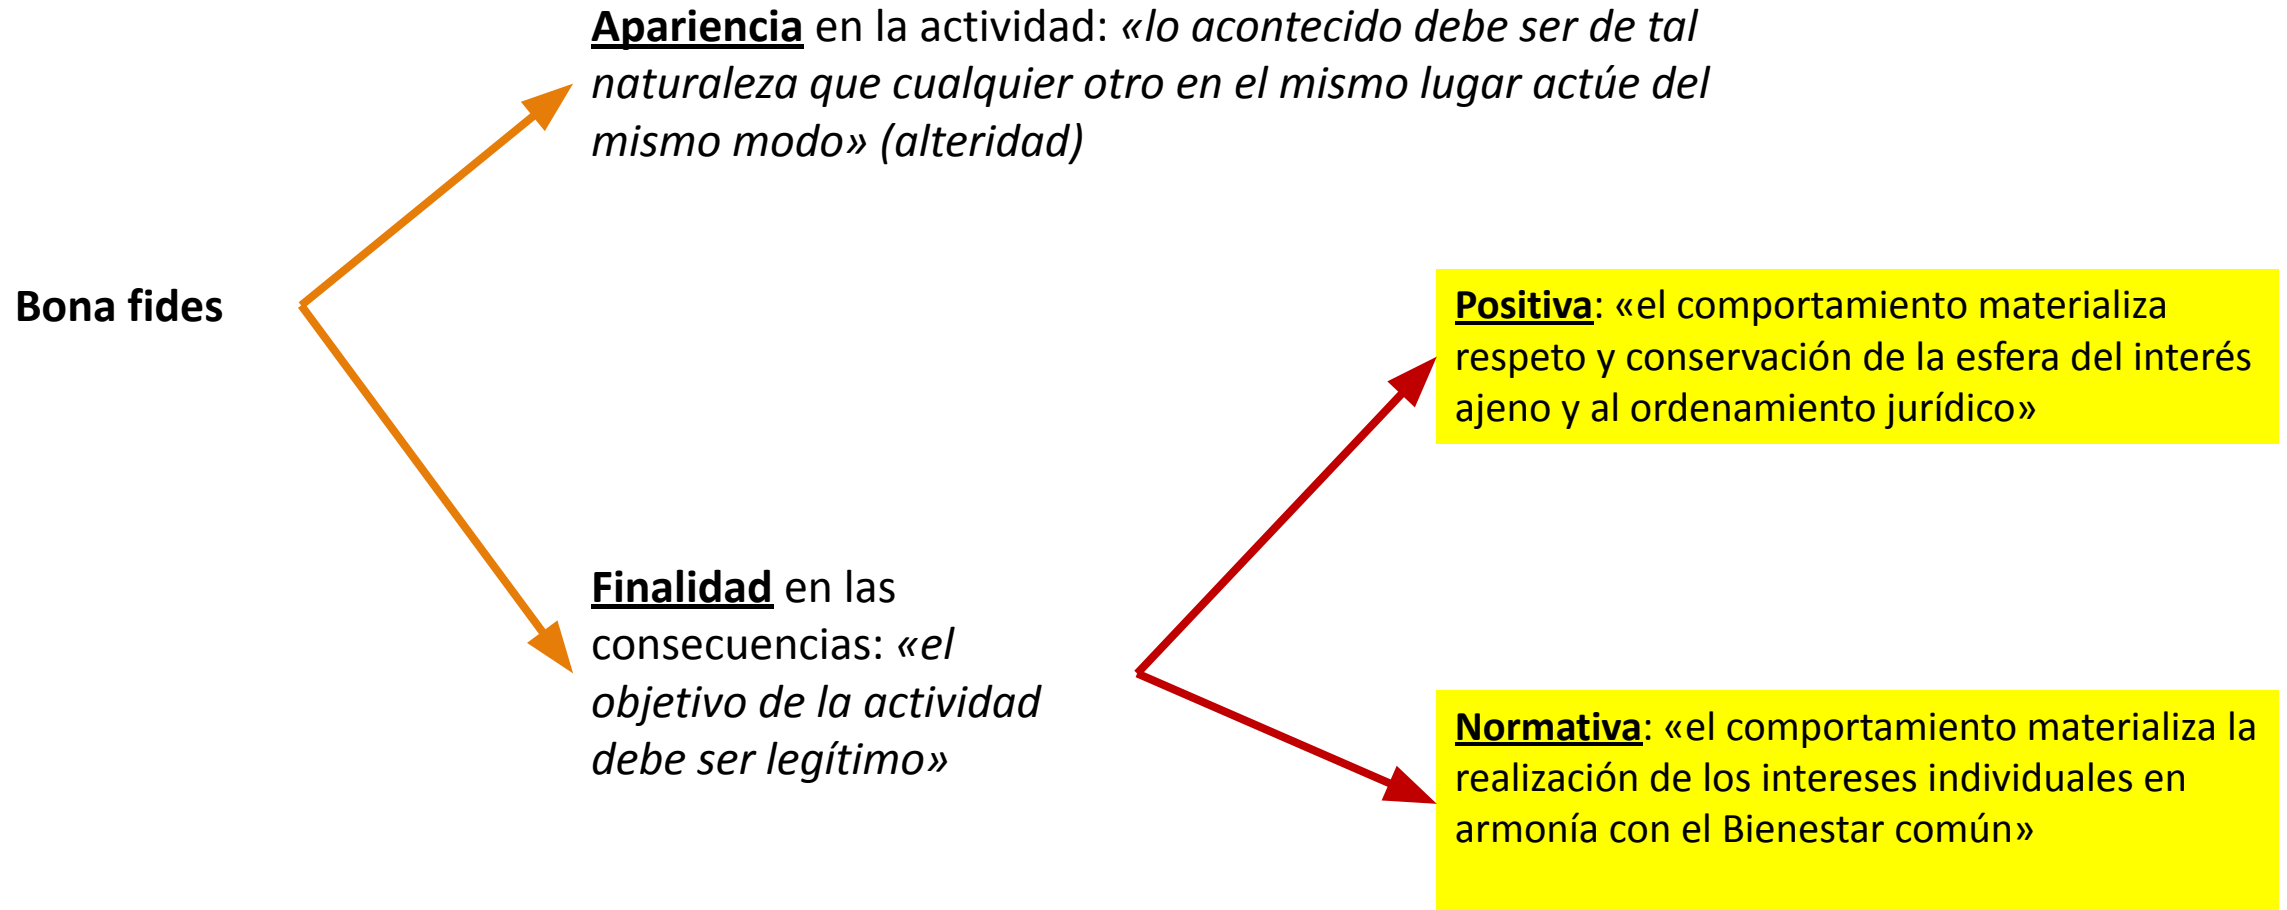 Apariencia en la actividad: «lo acontecido debe ser de tal
naturaleza que cualquier otro en el mismo lugar actúe del
mismo modo» (alteridad)
Bona fides
Positiva: «el comportamiento materializa
respeto y conservación de la esfera del interés
ajeno y al ordenamiento jurídico»
Finalidad en las
consecuencias: «el
objetivo de la actividad
debe ser legítimo»
Normativa: «el comportamiento materializa la
realización de los intereses individuales en
armonía con el Bienestar común»